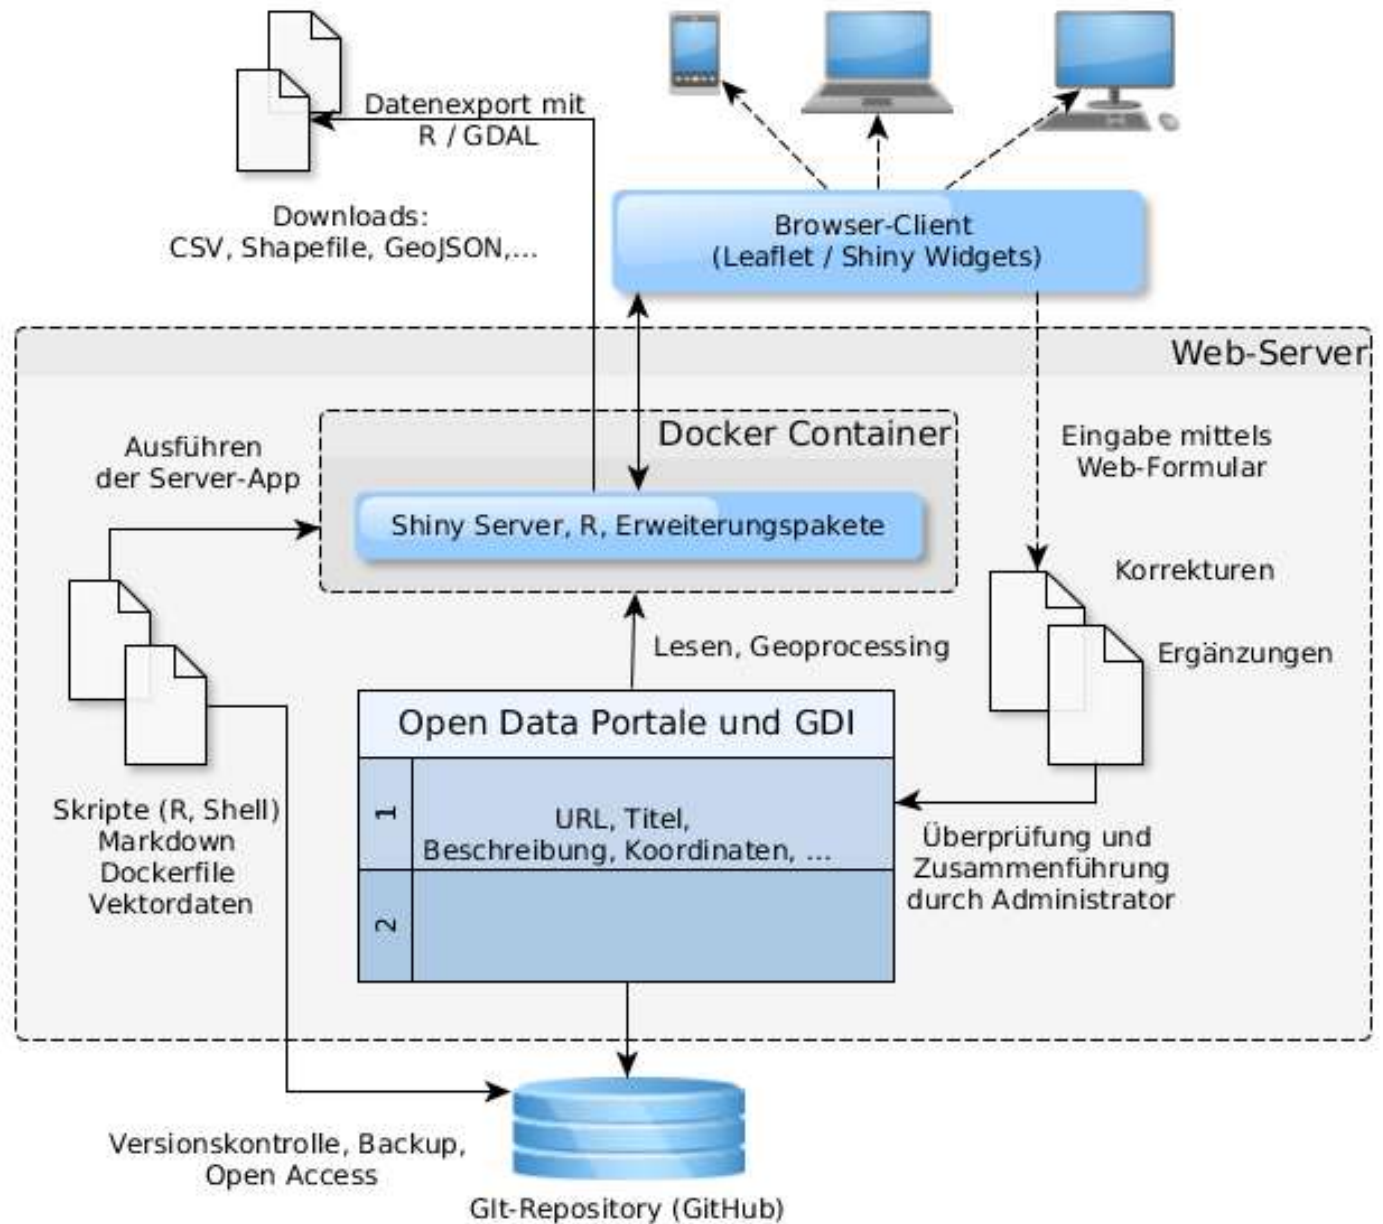 Datenexport mit
R / GDAL
Downloads:
CSV, Shapefile, GeoJSON,...
Browser-Client
(Leaflet / Shiny Widgets)
Web-Server
Ausführen
der Server-App
Docker Container
Shiny Server, R, Erweiterungspakete
Eingabe mittels
Web-Formular
Korrekturen
Ergänzungen
Lesen, Geoprocessing
Open Data Portale und GDI
1
URL, Titel,
Beschreibung, Koordinaten, ...
2
Skripte (R, Shell)
Markdown
Dockerfile
Vektordaten
Überprüfung und
Zusammenführung
durch Administrator
Versionskontrolle, Backup,
Open Access
GIt-Repository (GitHub)